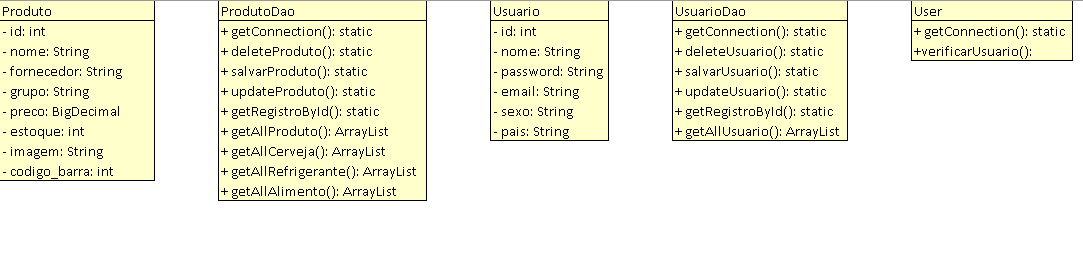 Produto
- id: int
- nome: String
- fornecedor: String
- grupo: String
- preco: BigDecimal
- estoque: int
- imagem: String
- codigo_barra: int
ProdutoDao
+ getConnection(): static
+ deleteProduto(): static
+ salvarProduto(): static
+ updateProduto(): static
+ getRegistroById(): static
+ getAllProduto(): ArrayList
+ getAllCerveja(): ArrayList
+ getAllRefrigerante(): ArrayList
+ getAllAlimento(): ArrayList
Usuario
- id: int
- nome: String
- password: String
- email: String
- sexo: String
- pais: String
UsuarioDao
+ getConnection(): static
+ deleteUsuario(): static
+ salvarUsuario(): static
+ updateUsuario(): static
+ getRegistroById(): static
+ getAllUsuario(): ArrayList
User
+ getConnection(): static
+verificarUsuario():